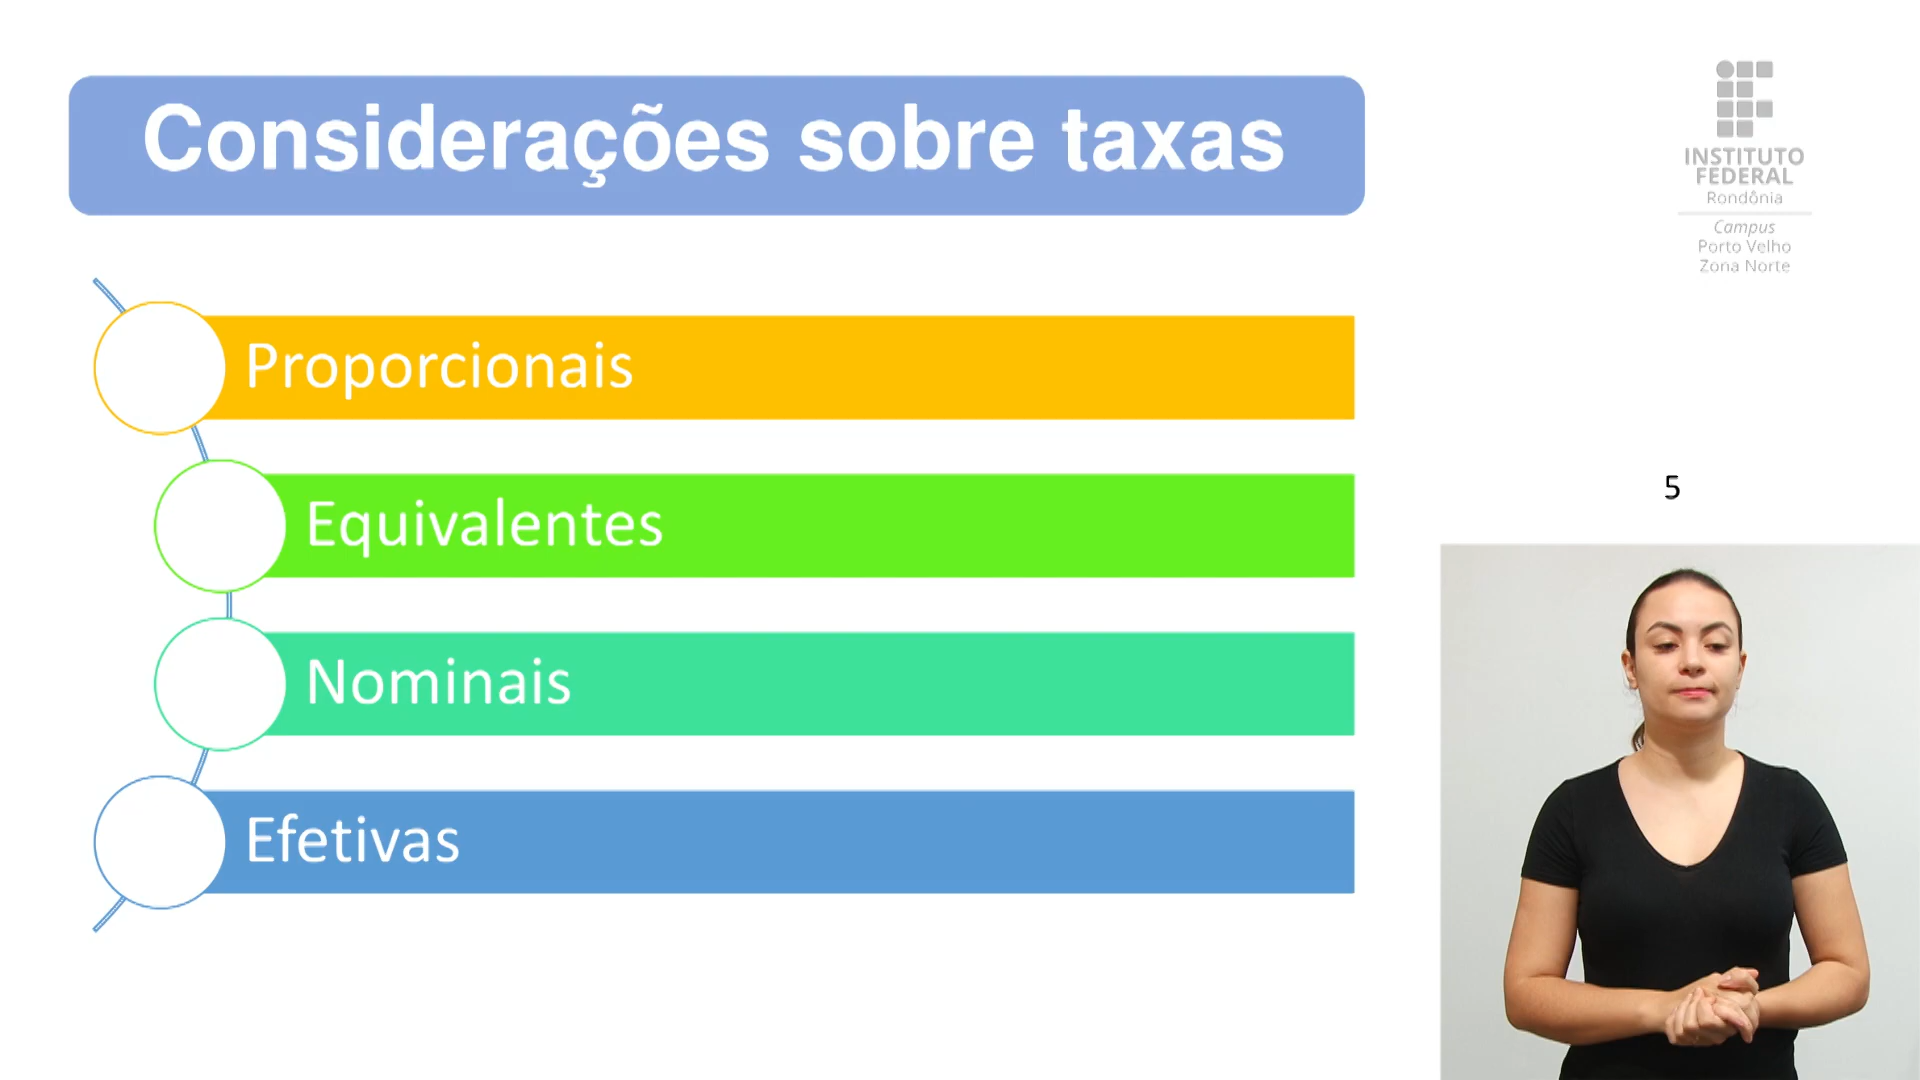 Considerações sobre taxas
INSTITUTO
FEDERAL
Rondônia
Campus
Porto Velho
Zona Norte
Proporcionais
Equivalentes
5
Nominais
Efetivas